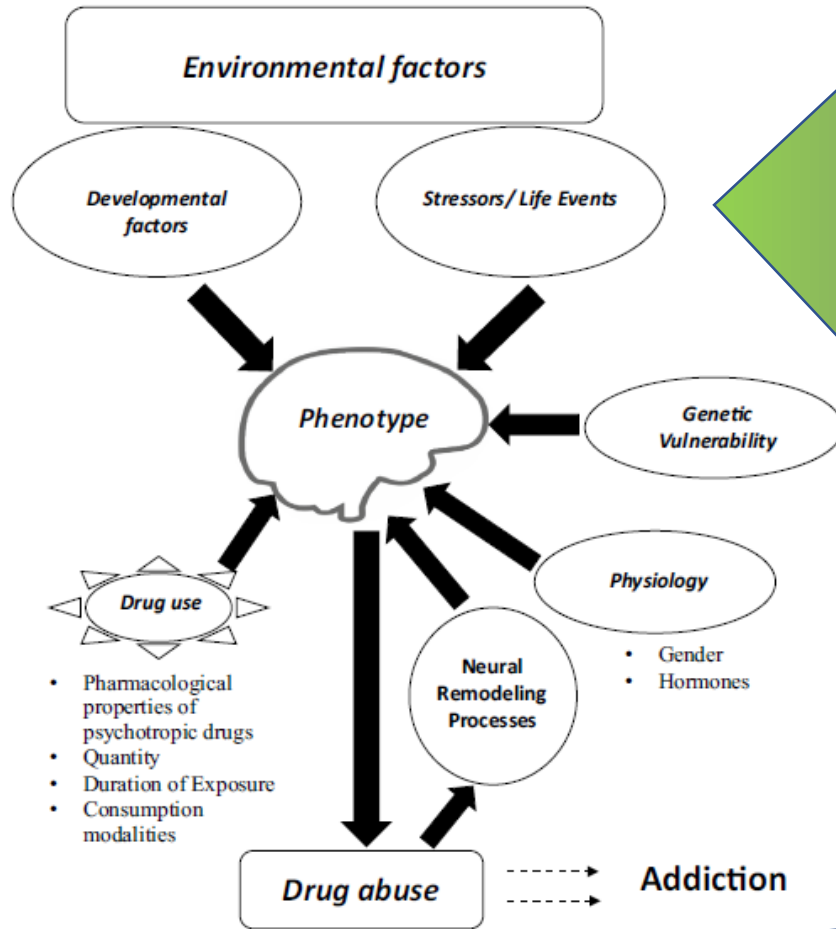 Environmental factors
Developmental
factors
Stressors/ Life Events
Phenotype
Genetic
Vulnerability
Drug use
• Pharmacological
properties of
psychotropic drugs
• Quantity
• Duration of Exposure
• Consumption
modalities
Neural
Remodeling
Processes
Physiology
• Gender
• Hormones
Drug abuse
Addiction